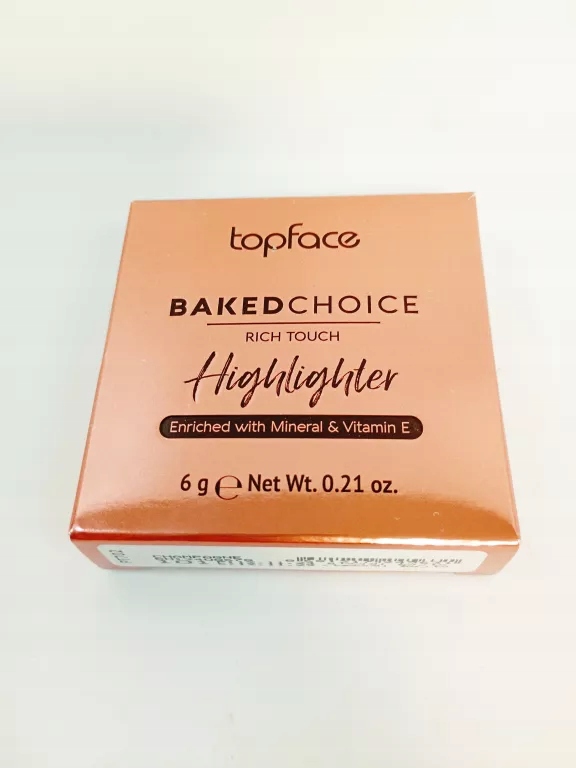 topface
BAKEDCHOICE
RICH TOUCH
Highlighter
Enriched with Mineral & Vitamin E
6 g ℮ Net Wt. 0.21 oz.